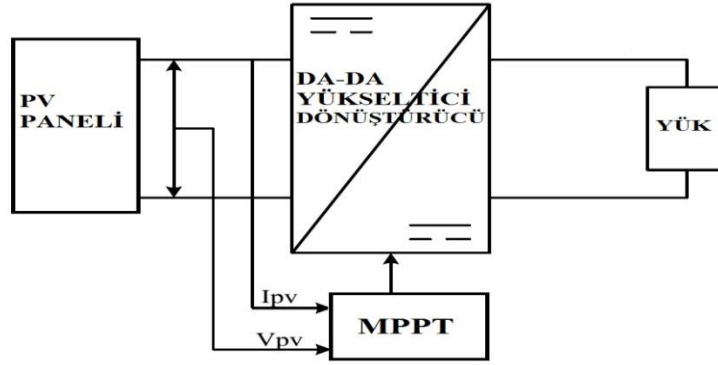 PV
PANELİ
DA-DA
YÜKSELTİCİ
DÖNÜŞTÜRÜCÜ
YÜK
Ipv
Vpv
MPPT